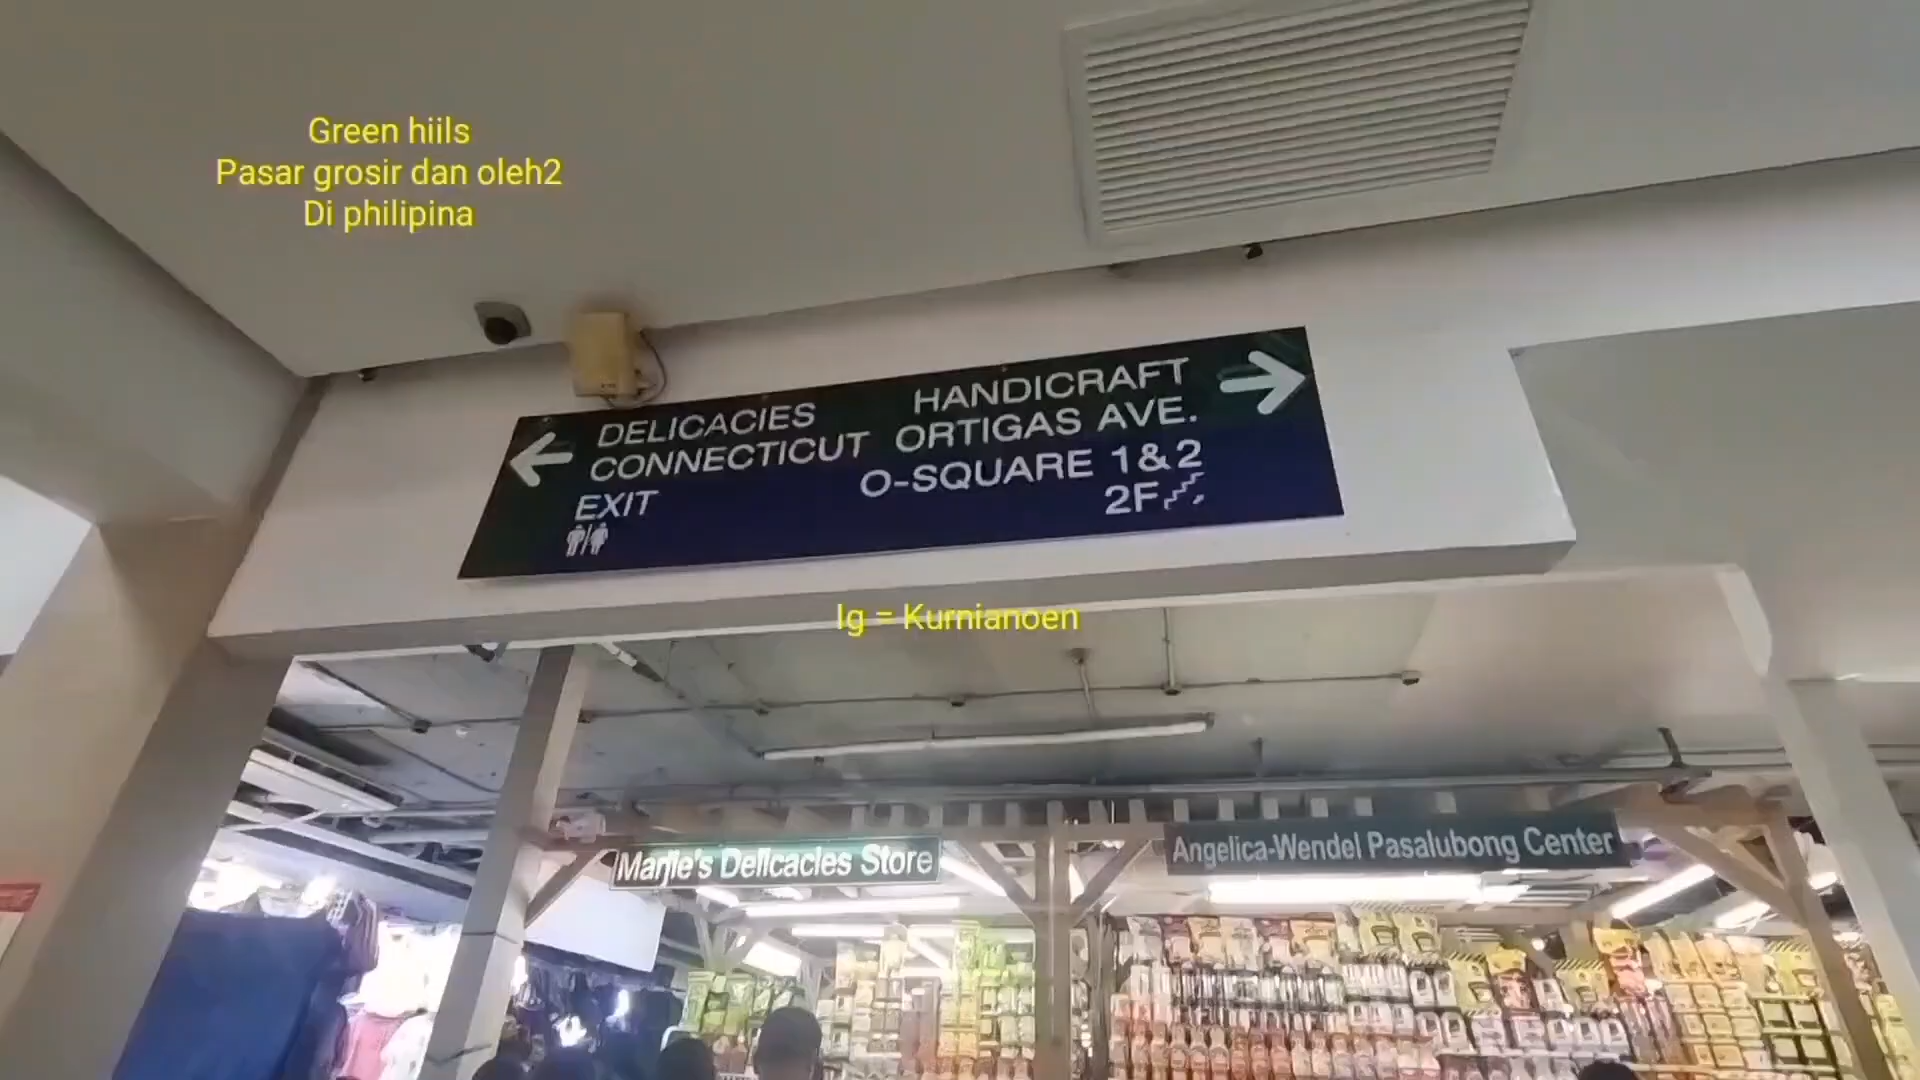 Green hiils
Pasar grosir dan oleh2
Di philipina
DELICACIES
CONNECTICUT
EXIT
HANDICRAFT
ORTIGAS AVE.
O-SQUARE 1&2
2F
Ig = Kurnianoen
Marjie's Delicacies Store
Angelica-Wendel Pasalubong Center